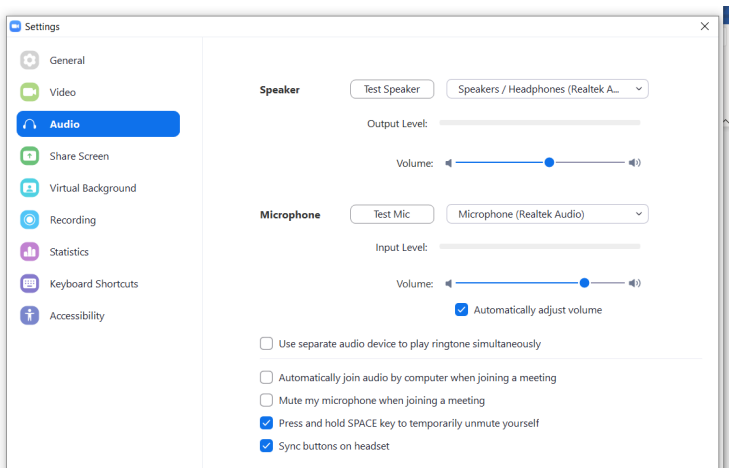 Settings
General
Video
Audio
Share Screen
Virtual Background
Recording
Statistics
Keyboard Shortcuts
Accessibility
Speaker
Test Speaker
Speakers / Headphones (Realtek A...
Output Level:
Volume:
Microphone
Test Mic
Microphone (Realtek Audio)
Input Level:
Volume:
Automatically adjust volume
Use separate audio device to play ringtone simultaneously
Automatically join audio by computer when joining a meeting
Mute my microphone when joining a meeting
Press and hold SPACE key to temporarily unmute yourself
Sync buttons on headset